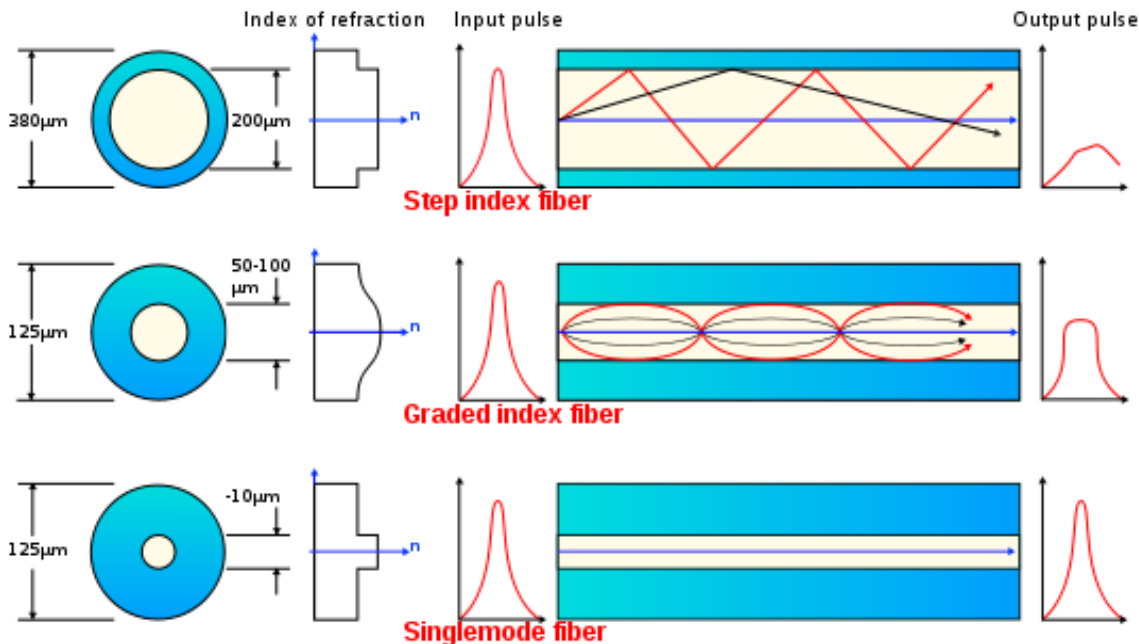 Index of refraction
Input pulse
Output pulse
380µm
200µm
n
Step index fiber
50-100
µm
125µm
n
Graded index fiber
-10µm
125µm
n
Singlemode fiber